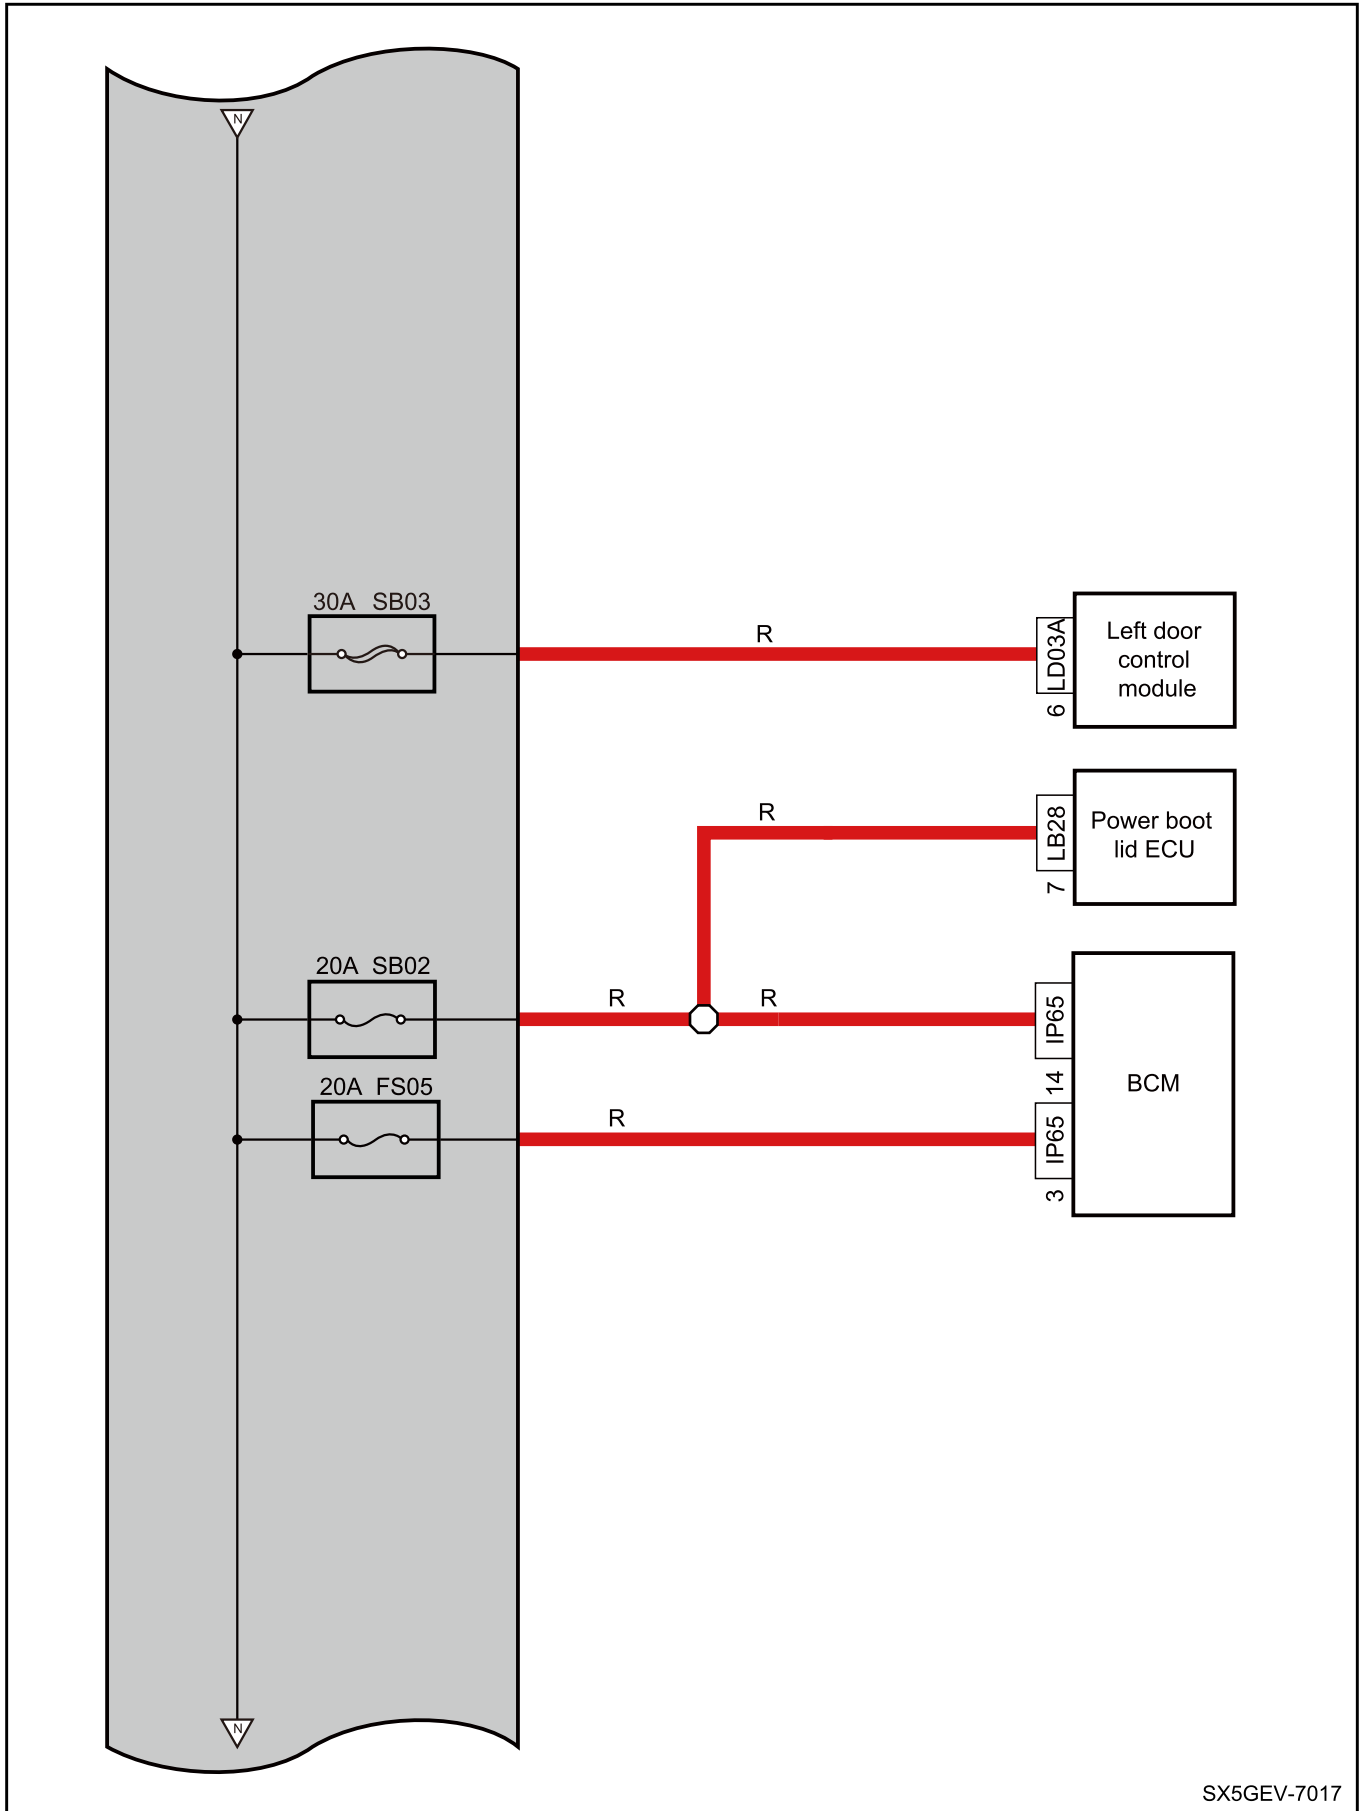 N
30A SB03
R
LD03A
6
Left door
control
module
R
LB28
7
Power boot
lid ECU
20A SB02
R
R
IP65
14
BCM
20A FS05
R
IP65
3
N
SX5GEV-7017